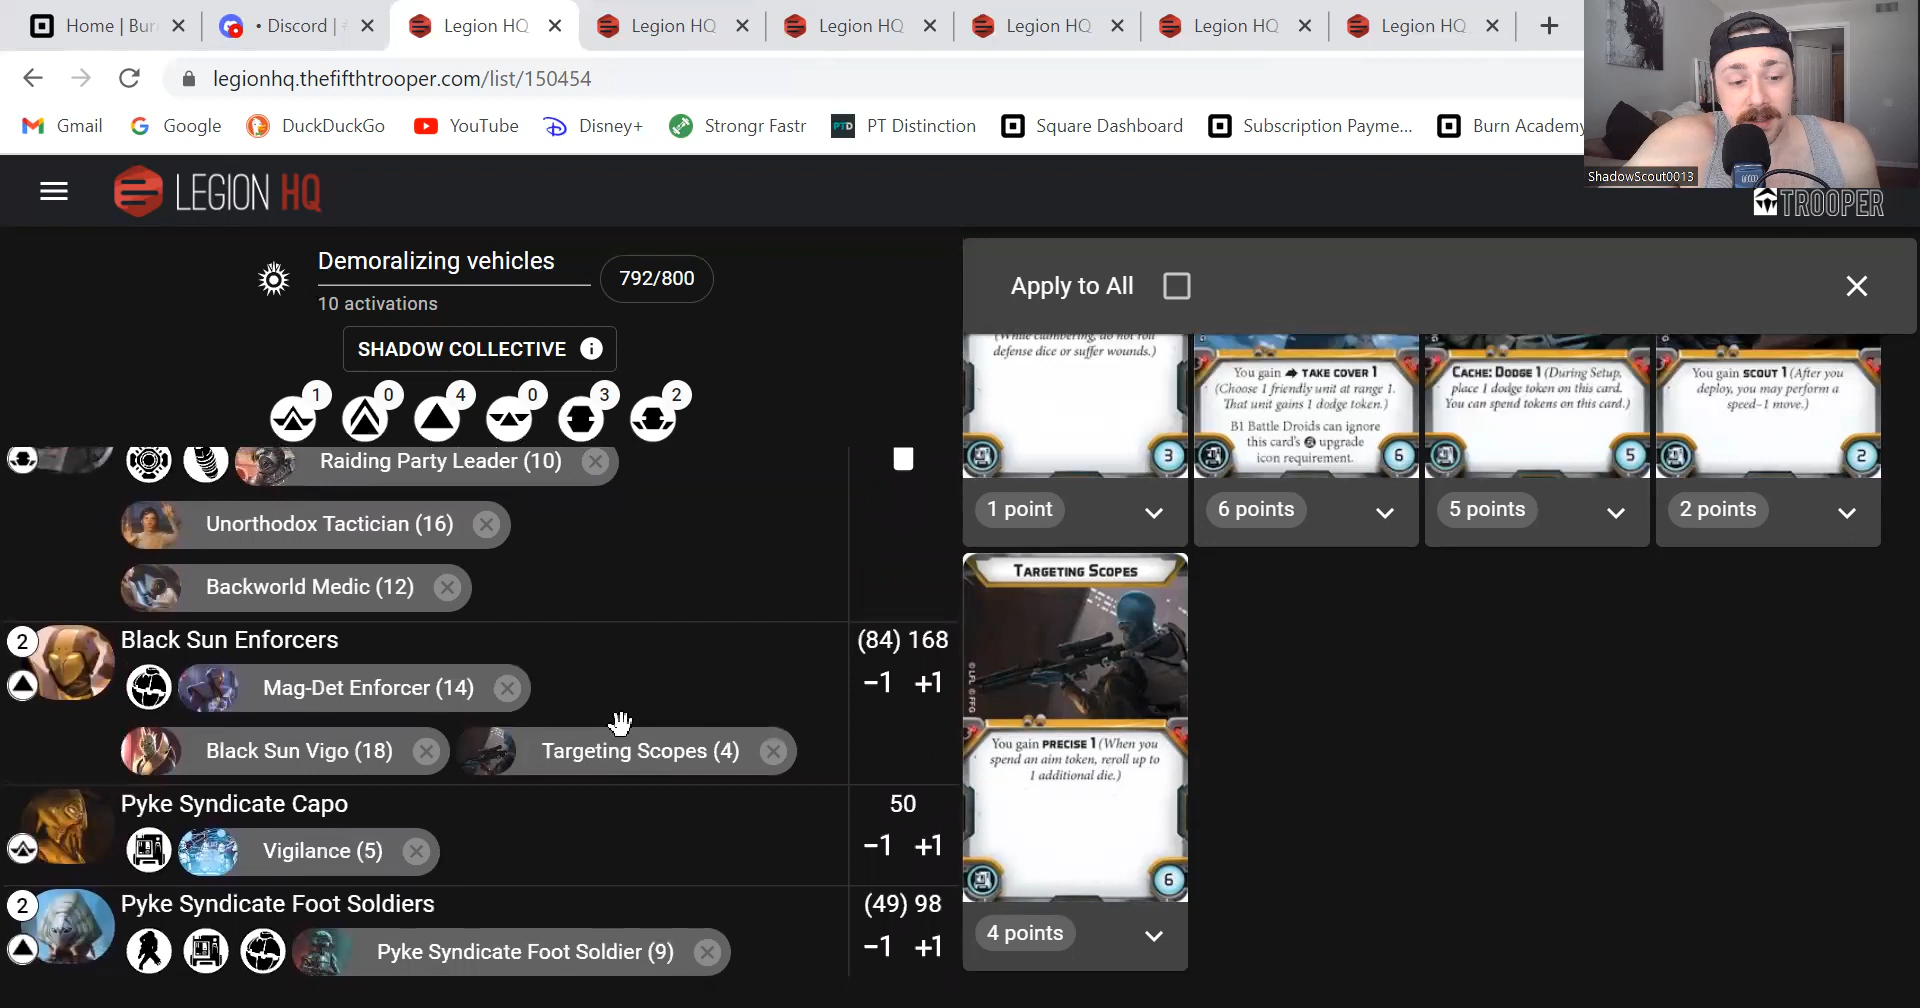 Home | Bur
• Discord |
Legion HQ
Legion HQ
Legion HQ
Legion HQ
Legion HQ
Legion HQ
legionhq.thefifthtrooper.com/list/150454
Gmail
Google
DuckDuckGo
YouTube
Disney+
Strongr Fastr
PTD
PT Distinction
Square Dashboard
Subscription Payme...
Burn Academy
ShadowScout0013
LEGION HQ
TROOPER
Demoralizing vehicles
792/800
10 activations
SHADOW COLLECTIVE
1
0
4
0
3
2
Raiding Party Leader (10)
Unorthodox Tactician (16)
Backworld Medic (12)
2
Black Sun Enforcers
(84) 168
Mag-Det Enforcer (14)
−1 +1
Black Sun Vigo (18)
Targeting Scopes (4)
Pyke Syndicate Capo
50
Vigilance (5)
−1 +1
2
Pyke Syndicate Foot Soldiers
(49) 98
Pyke Syndicate Foot Soldier (9)
−1 +1
Apply to All
(While clambering, do not roll
defense dice or suffer wounds.)
3
1 point
You gain TAKE COVER 1
(Choose 1 friendly unit at range 1.
That unit gains 1 dodge token.)
B1 Battle Droids can ignore
this card's upgrade
icon requirement.
6
6 points
CACHE: DODGE 1 (During Setup,
place 1 dodge token on this card.
You can spend tokens on this card.)
5
5 points
You gain SCOUT 1 (After you
deploy, you may perform a
speed-1 move.)
2
2 points
TARGETING SCOPES
© LFL © FFG
You gain PRECISE 1 (When you
spend an aim token, reroll up to
1 additional die.)
6
4 points